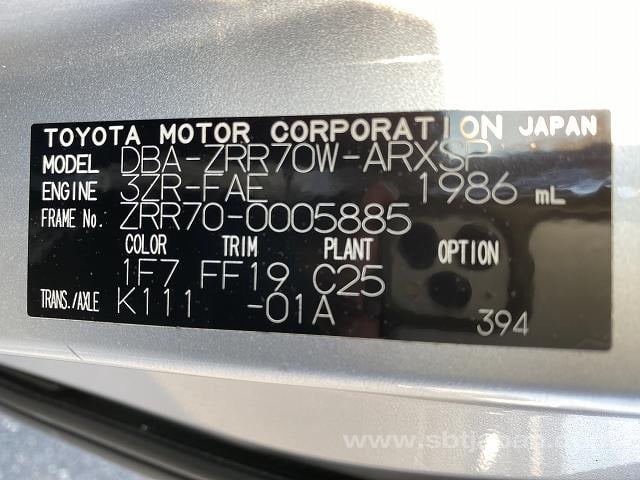 TOYOTA MOTOR CORPORATION JAPAN
MODEL DBA-ZRR70W-ARXSP
ENGINE 3ZR-FAE 1986 mL
FRAME No. ZRR70-0005885
COLOR TRIM PLANT OPTION
1F7 FF19 C25
TRANS./AXLE K111 -01A
394
www.sbtjapan.com